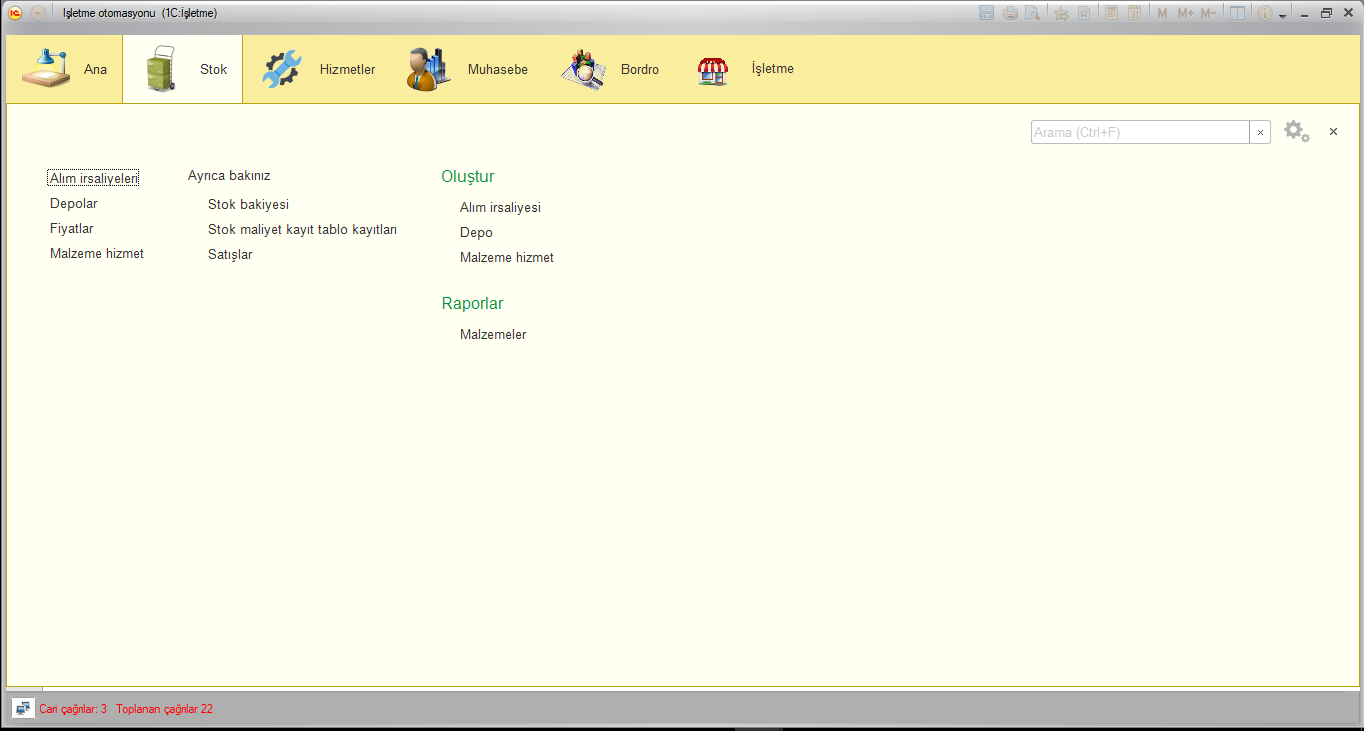 İşletme otomasyonu (1C:İşletme)
M M+ M-
Ana
Stok
Hizmetler
Muhasebe
Bordro
İşletme
Arama (Ctrl+F)
Alım irsaliyeleri
Depolar
Fiyatlar
Malzeme hizmet
Ayrıca bakınız
Stok bakiyesi
Stok maliyet kayıt tablo kayıtları
Satışlar
Oluştur
Alım irsaliyesi
Depo
Malzeme hizmet
Raporlar
Malzemeler
Cari çağrılar: 3 Toplanan çağrılar 22